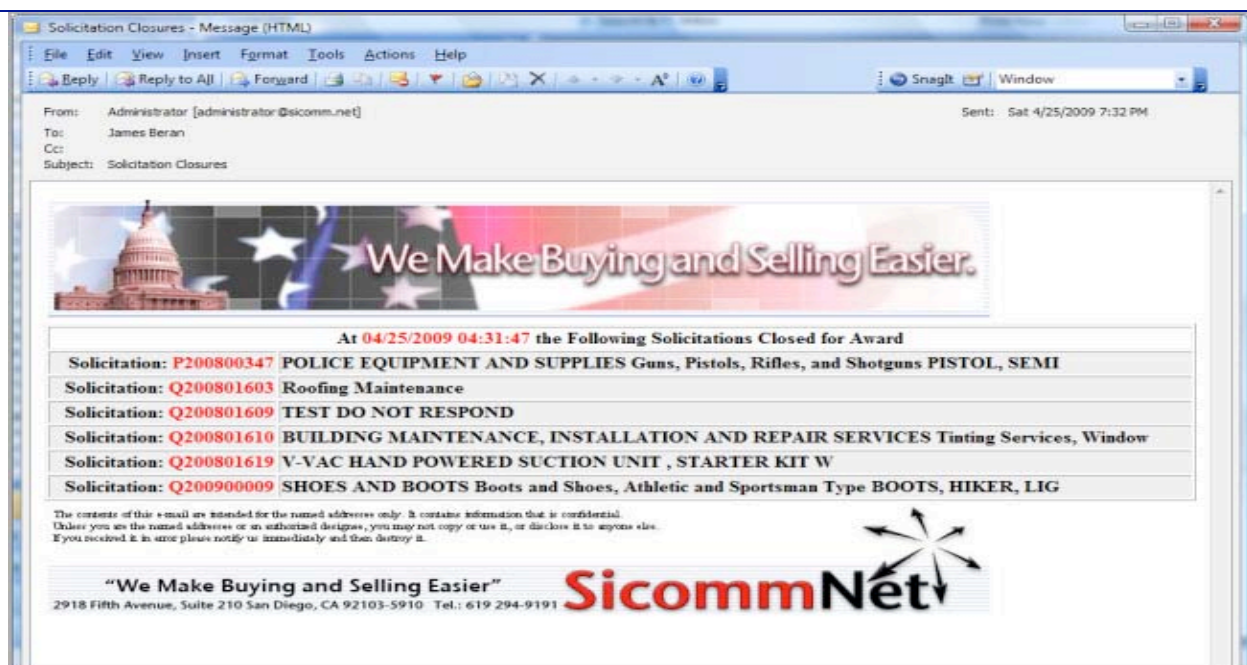 Solicitation Closures - Message (HTML)
File Edit View Insert Format Tools Actions Help
Reply Reply to All Forward SnagIt Window
From: Administrator [administrator@sicomm.net] Sent: Sat 4/25/2009 7:32 PM
To: James Beran
Cc:
Subject: Solicitation Closures
We Make Buying and Selling Easier.
At 04/25/2009 04:31:47 the Following Solicitations Closed for Award
Solicitation: P200800347 POLICE EQUIPMENT AND SUPPLIES Guns, Pistols, Rifles, and Shotguns PISTOL, SEMI
Solicitation: Q200801603 Roofing Maintenance
Solicitation: Q200801609 TEST DO NOT RESPOND
Solicitation: Q200801610 BUILDING MAINTENANCE, INSTALLATION AND REPAIR SERVICES Tinting Services, Window
Solicitation: Q200801619 V-VAC HAND POWERED SUCTION UNIT , STARTER KIT W
Solicitation: Q200900009 SHOES AND BOOTS Boots and Shoes, Athletic and Sportsman Type BOOTS, HIKER, LIG
The contents of this e-mail are intended for the named addressee only. It contains information that is confidential.
Unless you are the named addressee or an authorized designee, you may not copy or use it, or disclose it to anyone else.
If you received it in error please notify us immediately and then destroy it.
"We Make Buying and Selling Easier"
2918 Fifth Avenue, Suite 210 San Diego, CA 92103-5910 Tel.: 619 294-9191
SicommNet